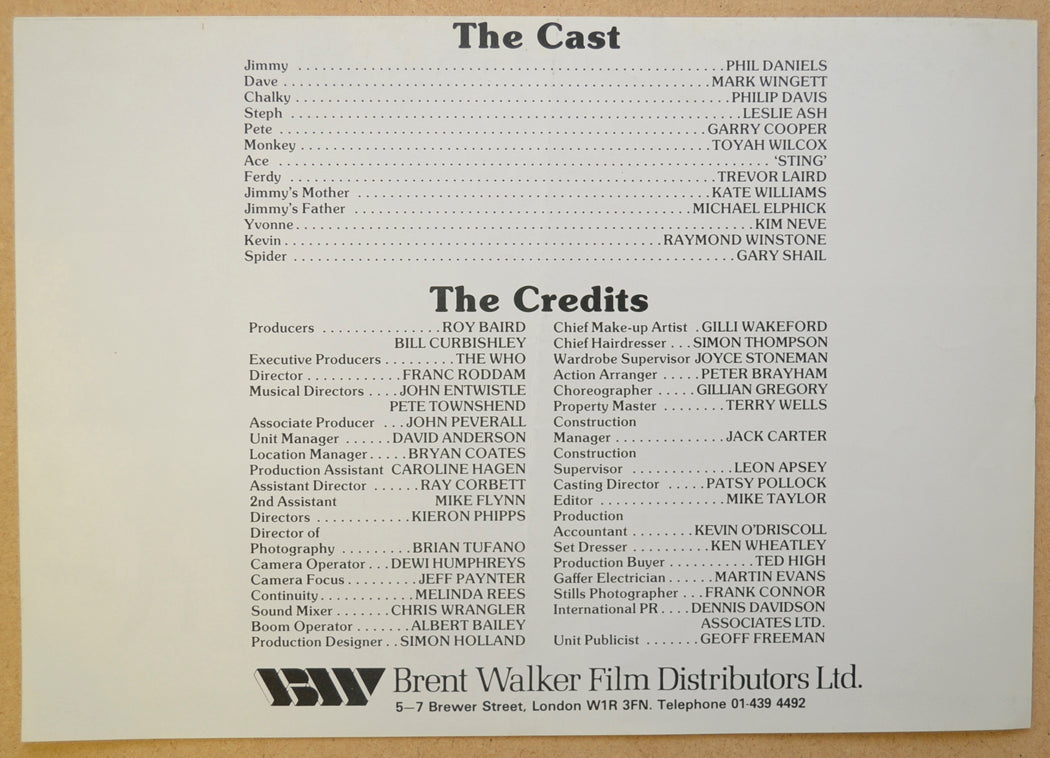 The Cast
Jimmy ........................................................ PHIL DANIELS
Dave ........................................................ MARK WINGETT
Chalky ........................................................ PHILIP DAVIS
Steph ........................................................ LESLIE ASH
Pete ........................................................ GARRY COOPER
Monkey ........................................................ TOYAH WILCOX
Ace ........................................................ 'STING'
Ferdy ........................................................ TREVOR LAIRD
Jimmy's Mother ........................................................ KATE WILLIAMS
Jimmy's Father ........................................................ MICHAEL ELPHICK
Yvonne ........................................................ KIM NEVE
Kevin ........................................................ RAYMOND WINSTONE
Spider ........................................................ GARY SHAIL
The Credits
Producers ............... ROY BAIRD
BILL CURBISHLEY
Executive Producers ......... THE WHO
Director ............ FRANC RODDAM
Musical Directors .... JOHN ENTWISTLE
PETE TOWNSHEND
Associate Producer ... JOHN PEVERALL
Unit Manager ...... DAVID ANDERSON
Location Manager ..... BRYAN COATES
Production Assistant CAROLINE HAGEN
Assistant Director ...... RAY CORBETT
2nd Assistant MIKE FLYNN
Directors ............ KIERON PHIPPS
Director of
Photography ......... BRIAN TUFANO
Camera Operator ... DEWI HUMPHREYS
Camera Focus ......... JEFF PAYNTER
Continuity ............ MELINDA REES
Sound Mixer ....... CHRIS WRANGLER
Boom Operator ....... ALBERT BAILEY
Production Designer .. SIMON HOLLAND
Chief Make-up Artist . GILLI WAKEFORD
Chief Hairdresser ... SIMON THOMPSON
Wardrobe Supervisor JOYCE STONEMAN
Action Arranger ..... PETER BRAYHAM
Choreographer ..... GILLIAN GREGORY
Property Master ........ TERRY WELLS
Construction
Manager .............. JACK CARTER
Construction
Supervisor ............. LEON APSEY
Casting Director ..... PATSY POLLOCK
Editor ................ MIKE TAYLOR
Production
Accountant ........ KEVIN O'DRISCOLL
Set Dresser .......... KEN WHEATLEY
Production Buyer ........... TED HIGH
Gaffer Electrician ...... MARTIN EVANS
Stills Photographer ... FRANK CONNOR
International PR .... DENNIS DAVIDSON
ASSOCIATES LTD.
Unit Publicist ....... GEOFF FREEMAN
BW Brent Walker Film Distributors Ltd.
5–7 Brewer Street, London W1R 3FN. Telephone 01-439 4492